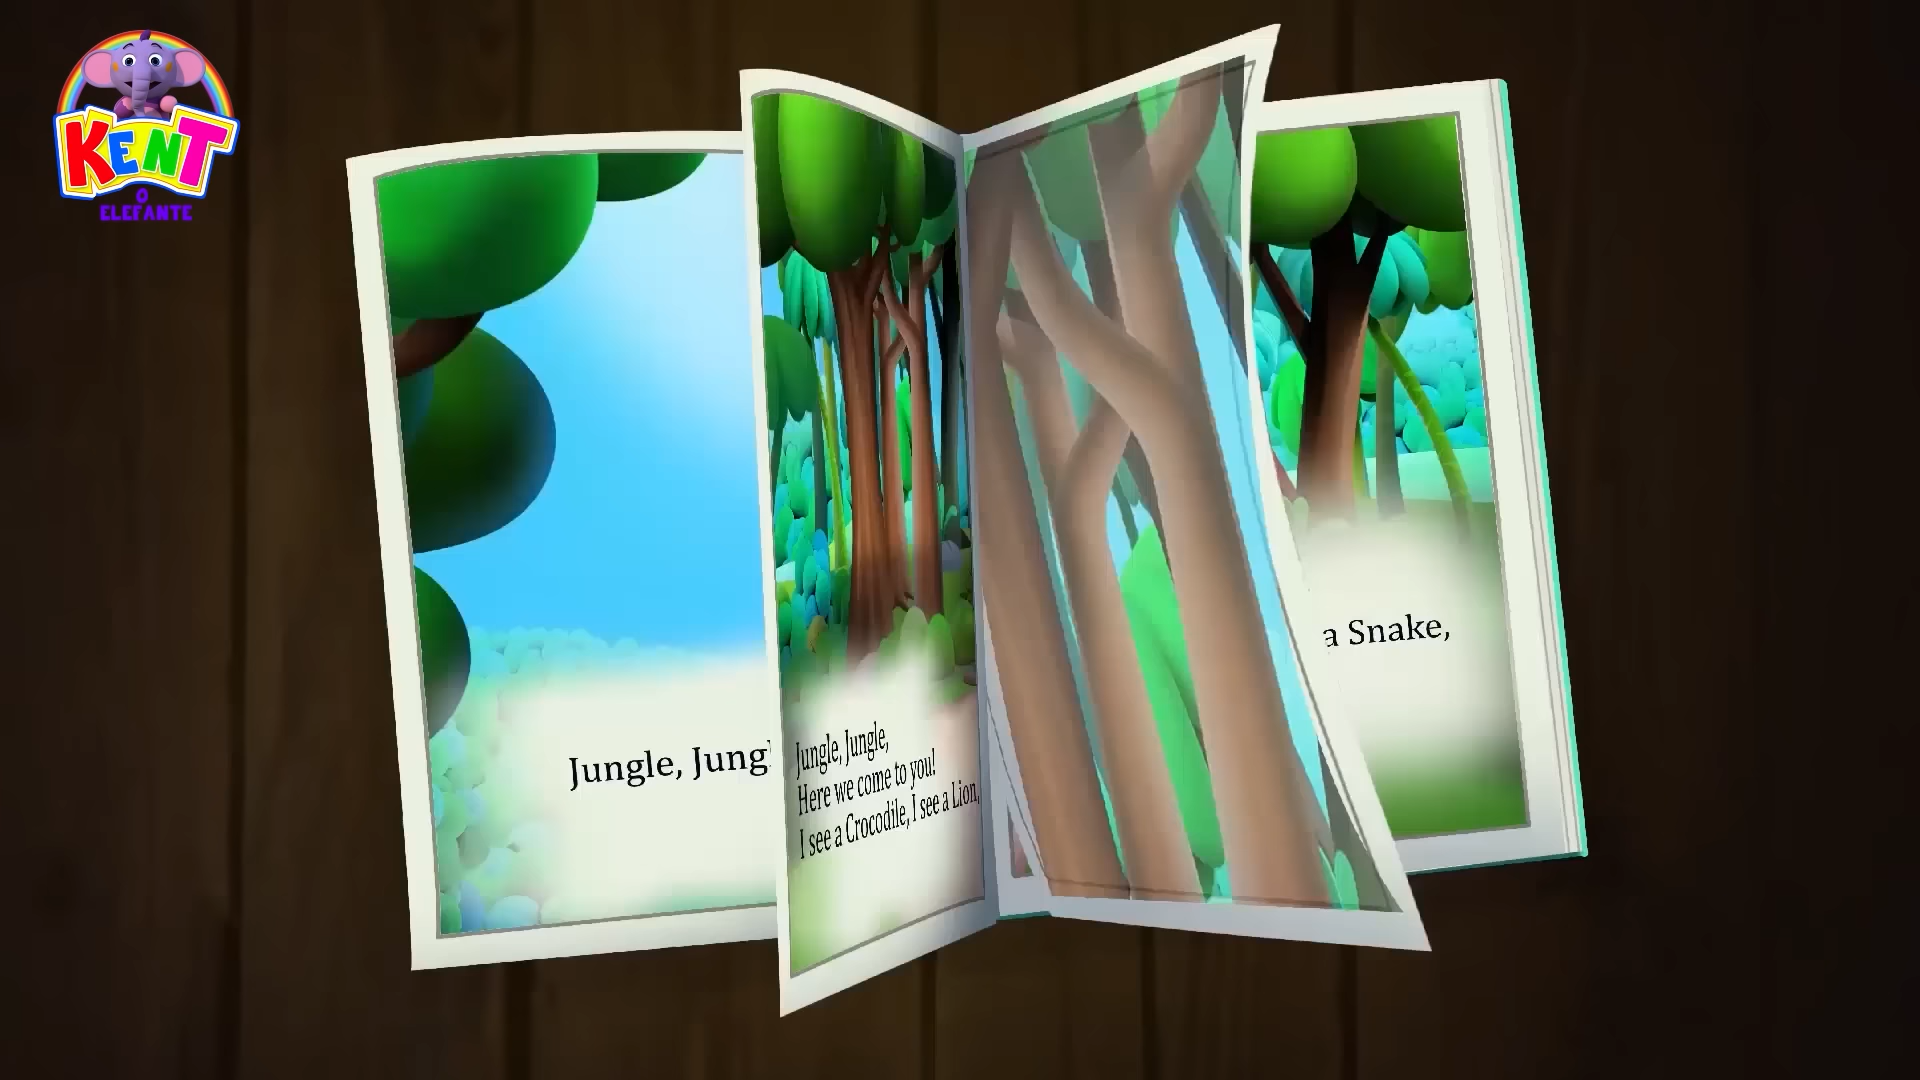 KENT
O
ELEFANTE
Jungle, Jungl
Jungle, Jungle,
Here we come to you!
I see a Crocodile, I see a Lion,
a Snake,